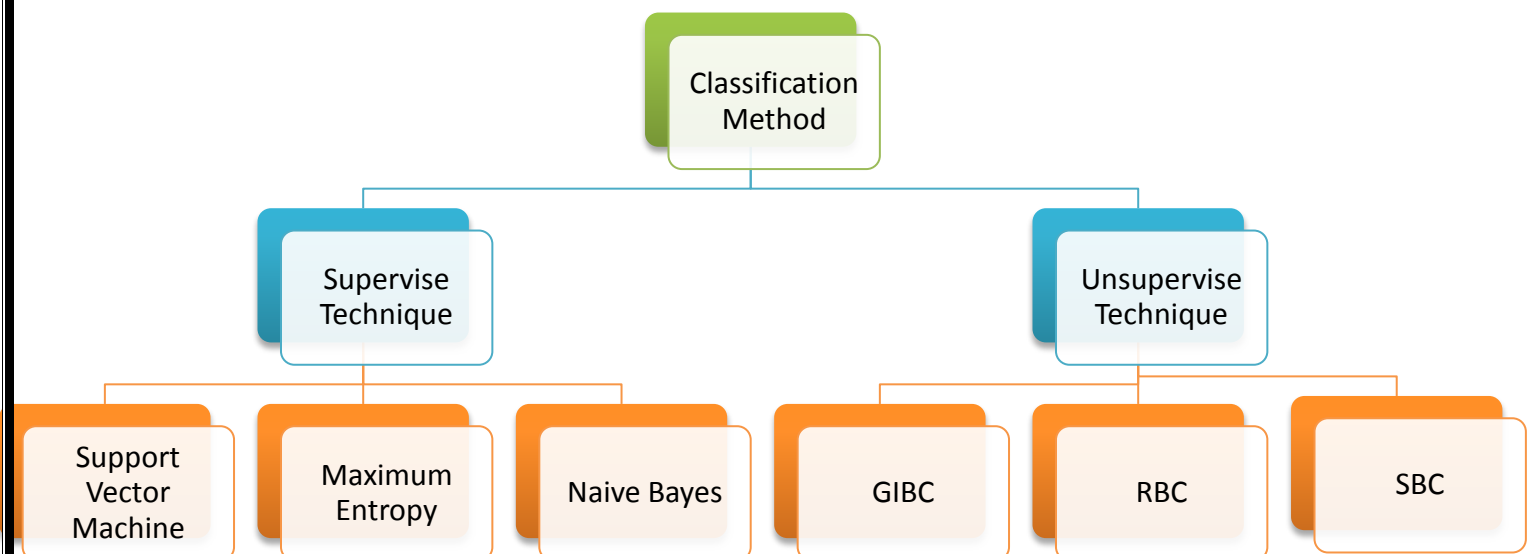 Classification
Method
Supervise
Technique
Unsupervise
Technique
Support
Vector
Machine
Maximum
Entropy
Naive Bayes
GIBC
RBC
SBC